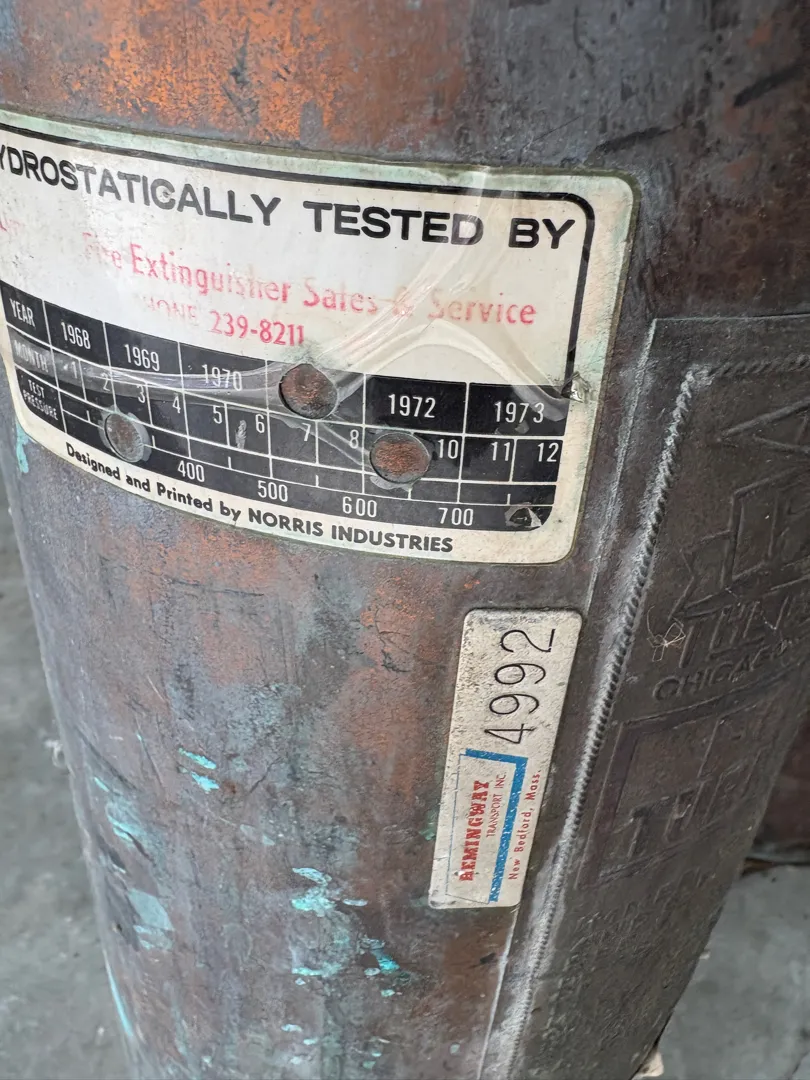 YDROSTATICALLY TESTED BY
Fire Extinguisher Sales & Service
PHONE 239-8211
YEAR 1968 1969 1970 1972 1973
MONTH 1 2 3 4 5 6 7 8 10 11 12
TEST PRESSURE 400 500 600 700
Designed and Printed by NORRIS INDUSTRIES
4992
HEMINGWAY
TRANSPORT INC.
New Bedford, Mass.
CHICAGO